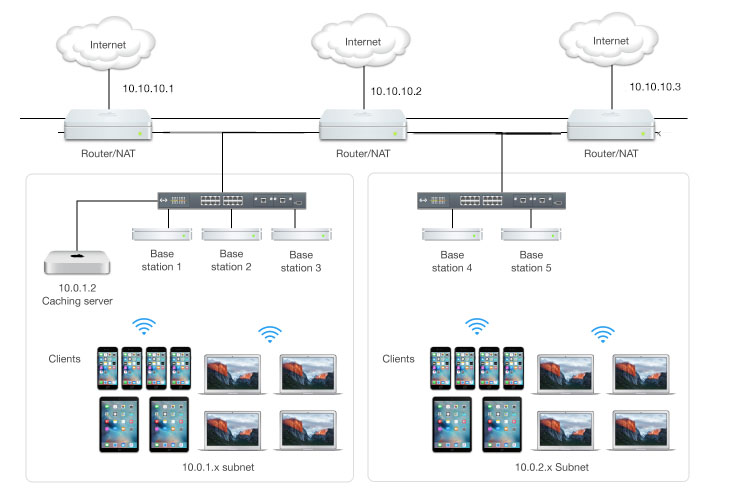 Internet
Internet
Internet
10.10.10.1
10.10.10.2
10.10.10.3
Router/NAT
Router/NAT
Router/NAT
Base
station 1
Base
station 2
Base
station 3
Base
station 4
Base
station 5
10.0.1.2
Caching server
Clients
Clients
10.0.1.x subnet
10.0.2.x Subnet